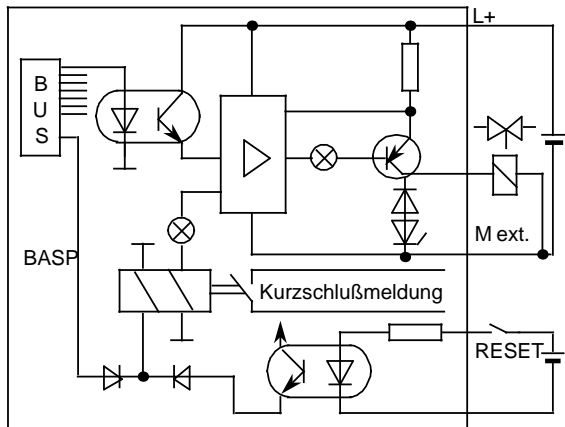 L+
B
U
S
M ext.
BASP
Kurzschlußmeldung
RESET